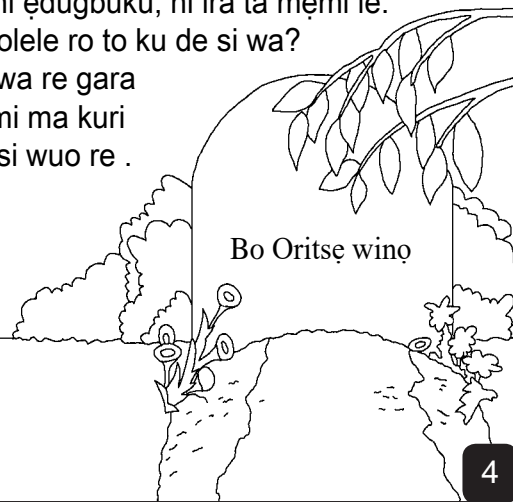 ẹdugbuku, ni ira ta mẹmi le.
olele ro to ku de si wa?
wa re gara
mi ma kuri
si wuo re .
Bo Oritsẹ winọ
4